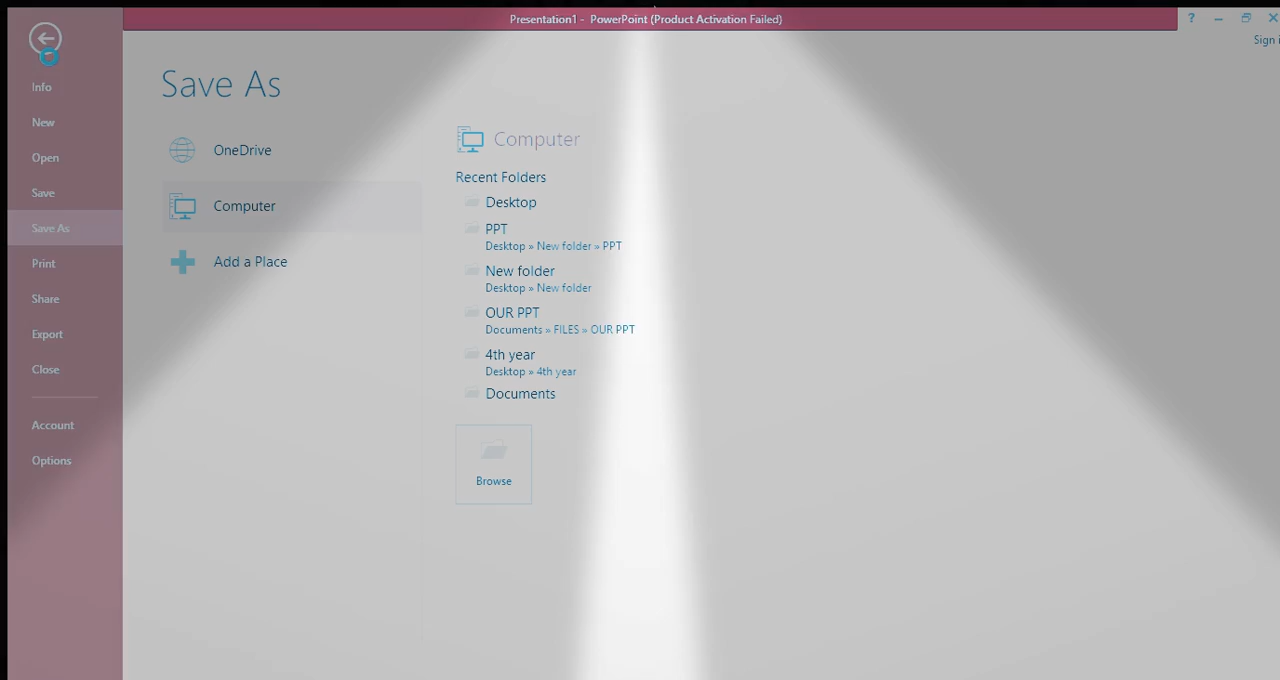 Presentation1 - PowerPoint (Product Activation Failed)
?
Sign i
Info
New
Open
Save
Save As
Print
Share
Export
Close
Account
Options
Save As
OneDrive
Computer
Add a Place
Computer
Recent Folders
Desktop
PPT
Desktop » New folder » PPT
New folder
Desktop » New folder
OUR PPT
Documents » FILES » OUR PPT
4th year
Desktop » 4th year
Documents
Browse